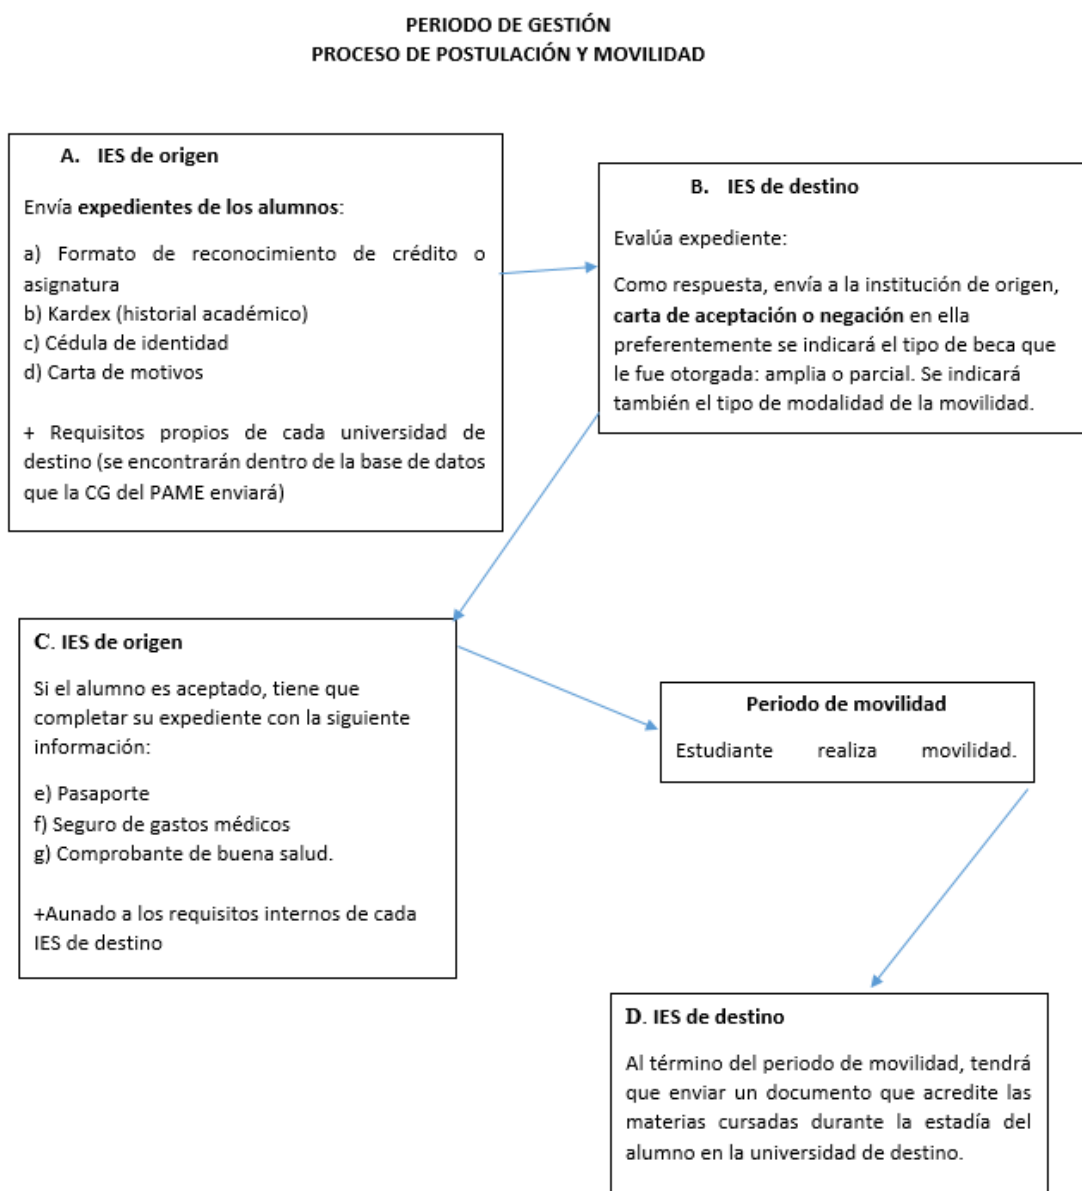 PERIODO DE GESTIÓN
PROCESO DE POSTULACIÓN Y MOVILIDAD
A. IES de origen
Envía expedientes de los alumnos:
a) Formato de reconocimiento de crédito o
asignatura
b) Kardex (historial académico)
c) Cédula de identidad
d) Carta de motivos
+ Requisitos propios de cada universidad de
destino (se encontrarán dentro de la base de datos
que la CG del PAME enviará)
B. IES de destino
Evalúa expediente:
Como respuesta, envía a la institución de origen,
carta de aceptación o negación en ella
preferentemente se indicará el tipo de beca que
le fue otorgada: amplia o parcial. Se indicará
también el tipo de modalidad de la movilidad.
C. IES de origen
Si el alumno es aceptado, tiene que
completar su expediente con la siguiente
información:
e) Pasaporte
f) Seguro de gastos médicos
g) Comprobante de buena salud.
+Aunado a los requisitos internos de cada
IES de destino
Periodo de movilidad
Estudiante realiza movilidad.
D. IES de destino
Al término del periodo de movilidad, tendrá
que enviar un documento que acredite las
materias cursadas durante la estadía del
alumno en la universidad de destino.